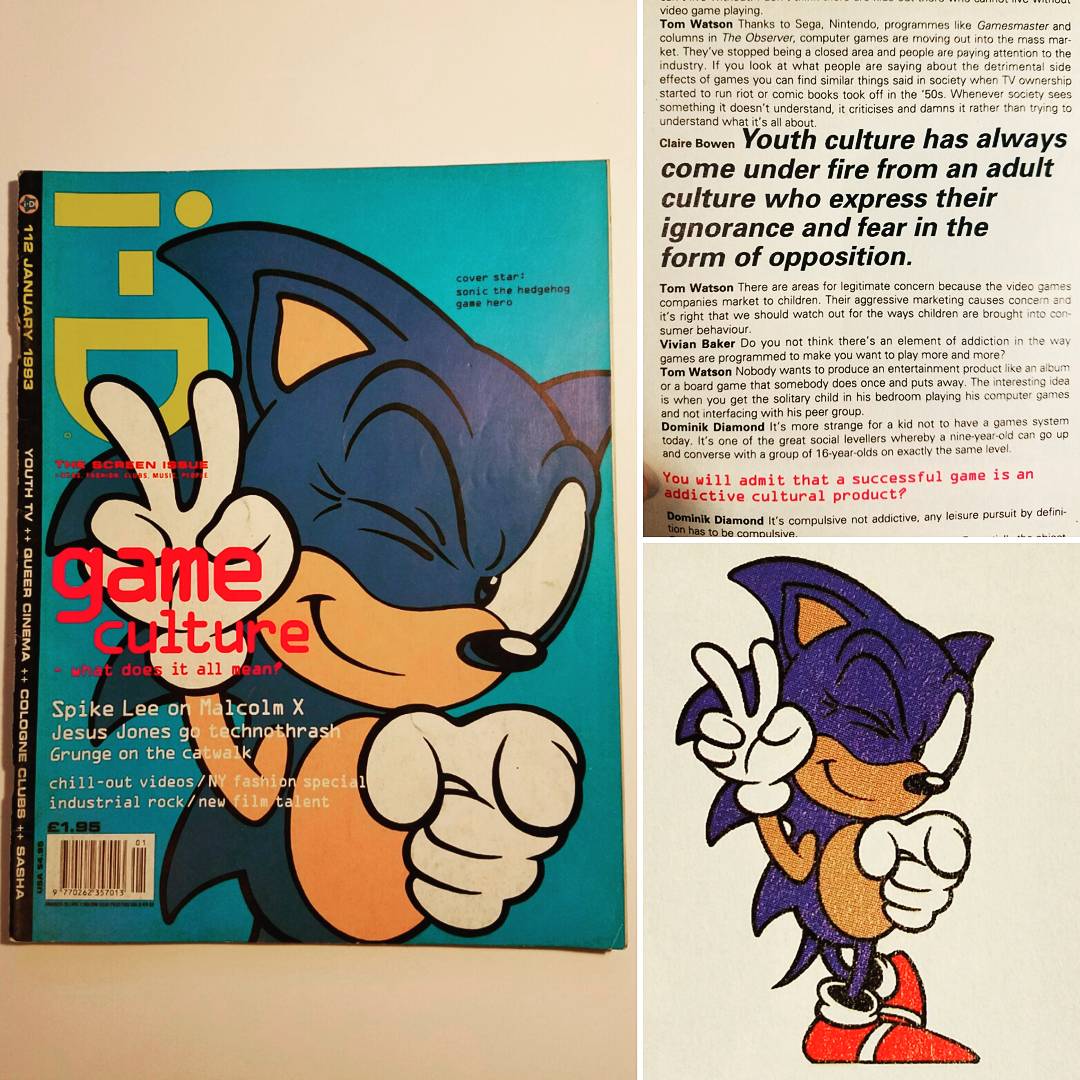 i-D
112 JANUARY 1993
YOUTH TV ++ QUEER CINEMA ++ COLOGNE CLUBS ++ SASHA
cover star:
sonic the hedgehog
game hero
THE SCREEN ISSUE
FASHION, CLUBS, MUSIC, PEOPLE
game
culture
- what does it all mean?
Spike Lee on Malcolm X
Jesus Jones go technothrash
Grunge on the catwalk
chill-out videos/NY fashion special
industrial rock/new film talent
£1.95
USA $4.95
01
9 770262 357013
video game playing.
Tom Watson Thanks to Sega, Nintendo, programmes like Gamesmaster and
columns in The Observer, computer games are moving out into the mass mar-
ket. They've stopped being a closed area and people are paying attention to the
industry. If you look at what people are saying about the detrimental side
effects of games you can find similar things said in society when TV ownership
started to run riot or comic books took off in the '50s. Whenever society sees
something it doesn't understand, it criticises and damns it rather than trying to
understand what it's all about.
Claire Bowen Youth culture has always
come under fire from an adult
culture who express their
ignorance and fear in the
form of opposition.
Tom Watson There are areas for legitimate concern because the video games
companies market to children. Their aggressive marketing causes concern and
it's right that we should watch out for the ways children are brought into con-
sumer behaviour.
Vivian Baker Do you not think there's an element of addiction in the way
games are programmed to make you want to play more and more?
Tom Watson Nobody wants to produce an entertainment product like an album
or a board game that somebody does once and puts away. The interesting idea
is when you get the solitary child in his bedroom playing his computer games
and not interfacing with his peer group.
Dominik Diamond It's more strange for a kid not to have a games system
today. It's one of the great social levellers whereby a nine-year-old can go up
and converse with a group of 16-year-olds on exactly the same level.
You will admit that a successful game is an
addictive cultural product?
Dominik Diamond It's compulsive not addictive, any leisure pursuit by defini-
tion has to be compulsive.